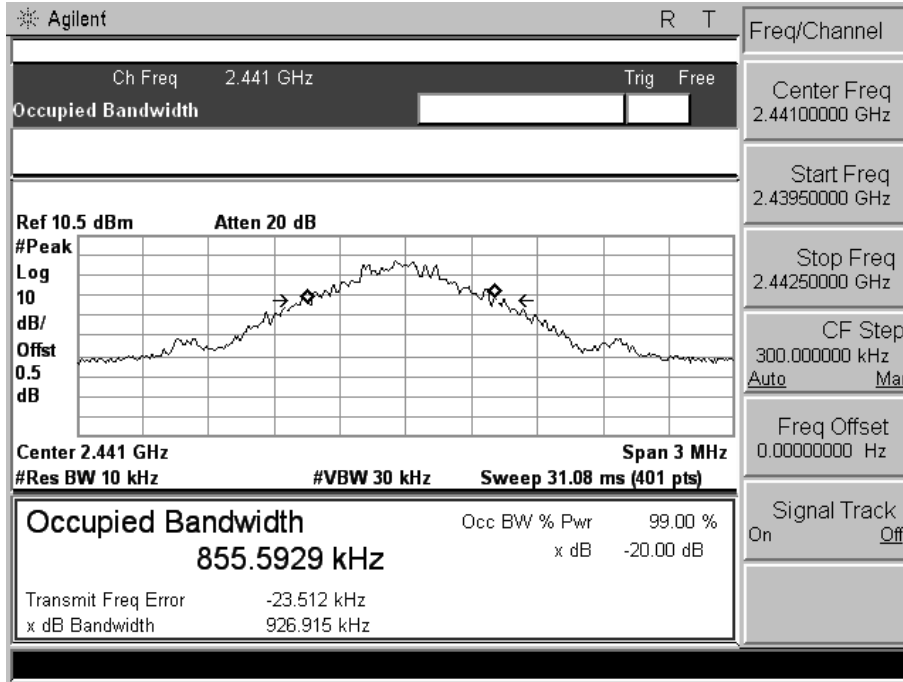 Agilent R T
Freq/Channel
Ch Freq 2.441 GHz Trig Free
Occupied Bandwidth
Center Freq
2.44100000 GHz
Start Freq
2.43950000 GHz
Stop Freq
2.44250000 GHz
CF Step
300.000000 kHz
Auto Mar
Freq Offset
0.00000000 Hz
Signal Track
On Off
Ref 10.5 dBm Atten 20 dB
#Peak
Log
10
dB/
Offst
0.5
dB
Center 2.441 GHz Span 3 MHz
#Res BW 10 kHz #VBW 30 kHz Sweep 31.08 ms (401 pts)
Occupied Bandwidth
855.5929 kHz
Occ BW % Pwr 99.00 %
x dB -20.00 dB
Transmit Freq Error -23.512 kHz
x dB Bandwidth 926.915 kHz